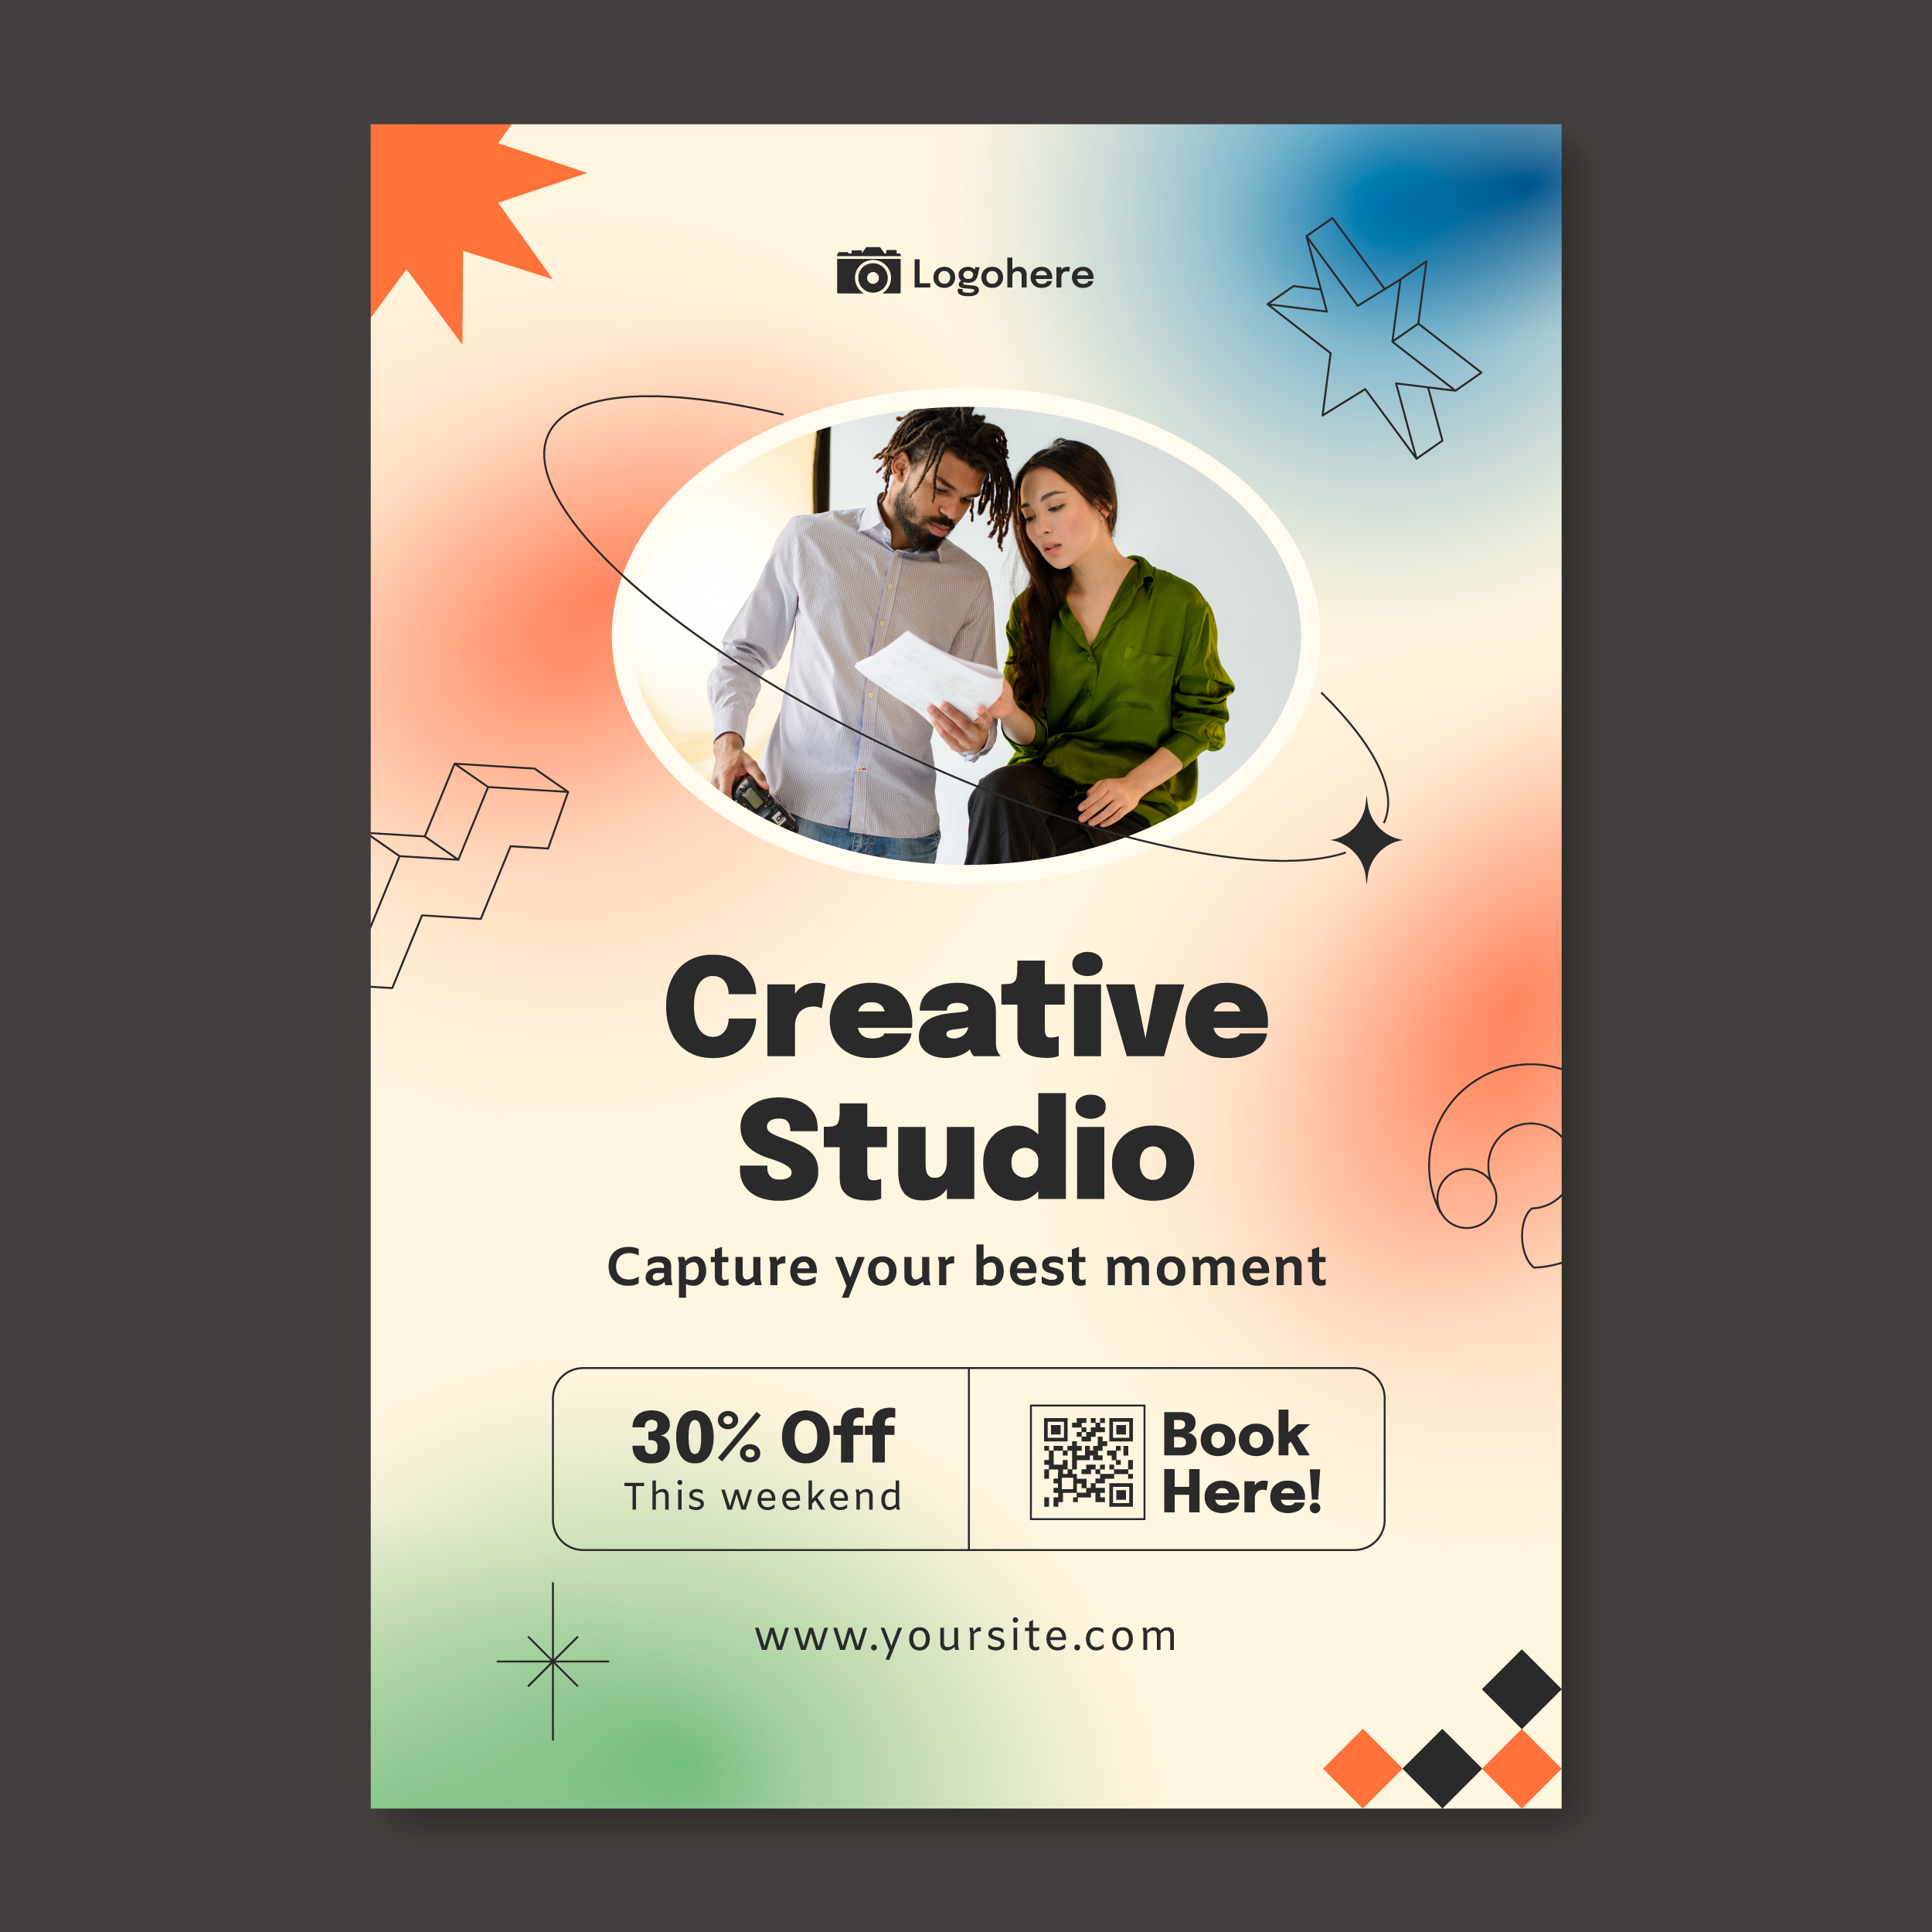 Logohere
Creative
Studio
Capture your best moment
30% Off
This weekend
Book
Here!
www.yoursite.com